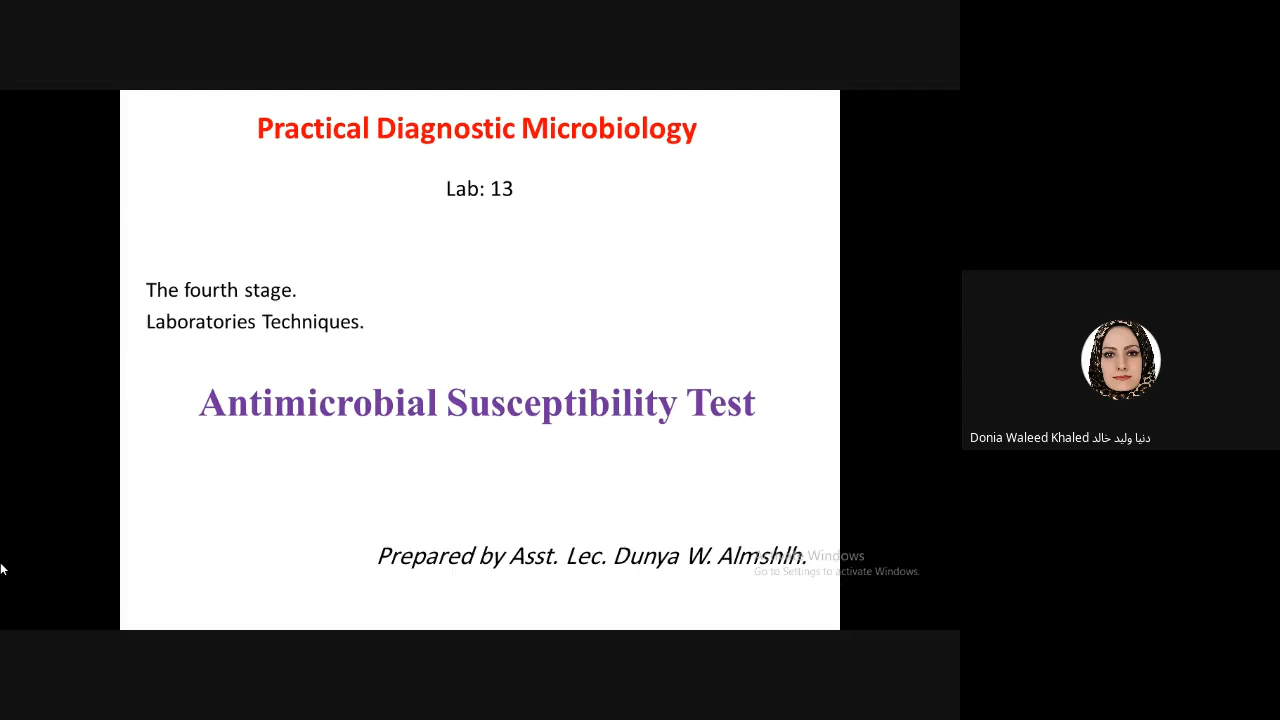 Practical Diagnostic Microbiology
Lab: 13
The fourth stage.
Laboratories Techniques.
Antimicrobial Susceptibility Test
Prepared by Asst. Lec. Dunya W. Almshlh.
Activate Windows
Go to Settings to activate Windows.
Donia Waleed Khaled دنيا وليد خالد